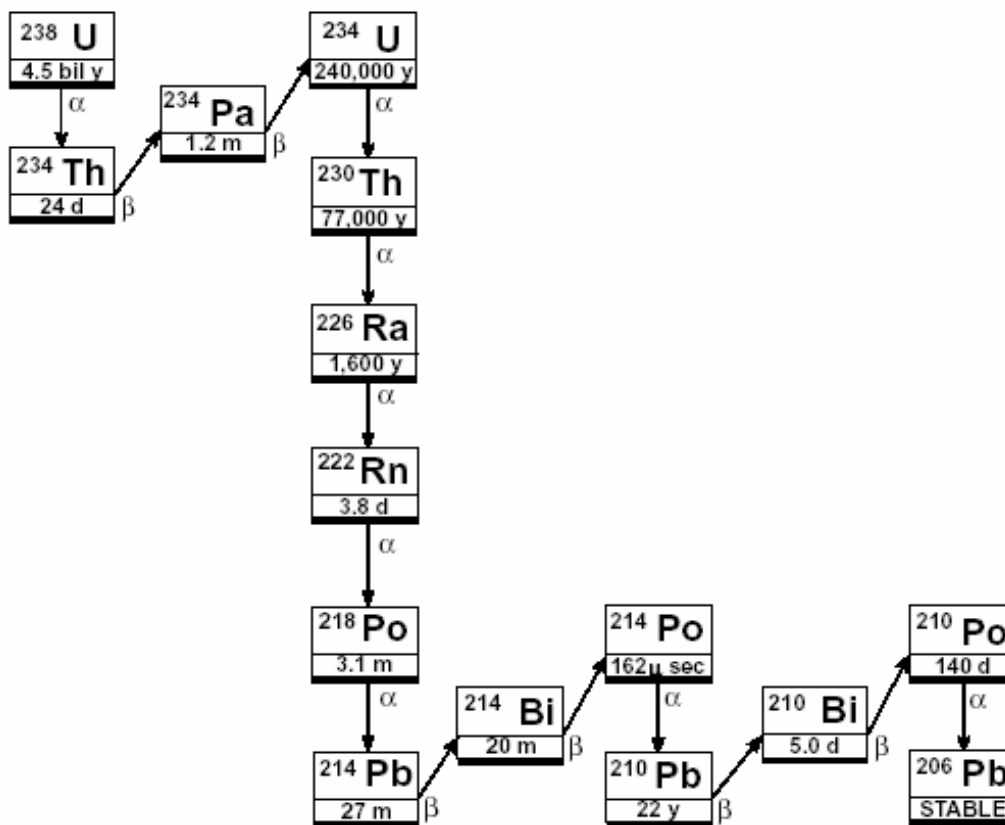 238 U
4.5 bil y
α
234 Th
24 d
β
234 Pa
1.2 m
β
234 U
240,000 y
α
230 Th
77,000 y
α
226 Ra
1,600 y
α
222 Rn
3.8 d
α
218 Po
3.1 m
α
214 Pb
27 m
β
214 Bi
20 m
β
214 Po
162µ sec
α
210 Pb
22 y
β
210 Bi
5.0 d
β
210 Po
140 d
α
206 Pb
STABLE